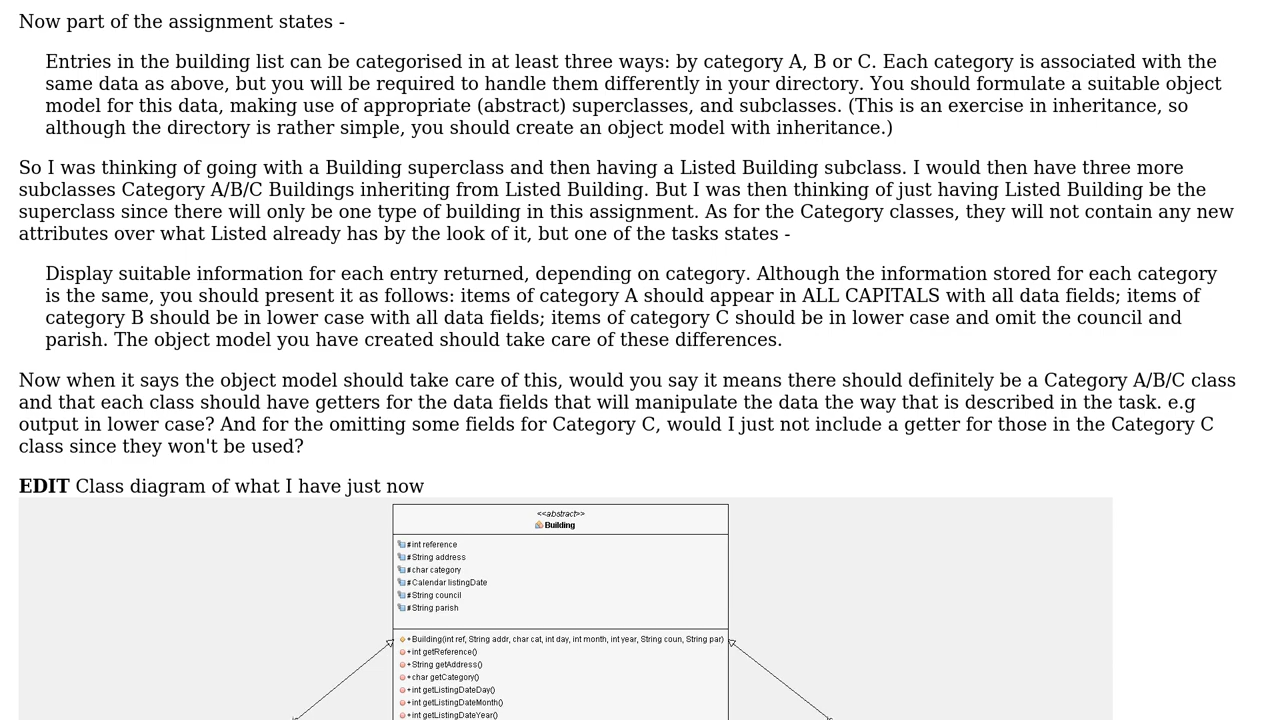 Now part of the assignment states -
Entries in the building list can be categorised in at least three ways: by category A, B or C. Each category is associated with the
same data as above, but you will be required to handle them differently in your directory. You should formulate a suitable object
model for this data, making use of appropriate (abstract) superclasses, and subclasses. (This is an exercise in inheritance, so
although the directory is rather simple, you should create an object model with inheritance.)
So I was thinking of going with a Building superclass and then having a Listed Building subclass. I would then have three more
subclasses Category A/B/C Buildings inheriting from Listed Building. But I was then thinking of just having Listed Building be the
superclass since there will only be one type of building in this assignment. As for the Category classes, they will not contain any new
attributes over what Listed already has by the look of it, but one of the tasks states -
Display suitable information for each entry returned, depending on category. Although the information stored for each category
is the same, you should present it as follows: items of category A should appear in ALL CAPITALS with all data fields; items of
category B should be in lower case with all data fields; items of category C should be in lower case and omit the council and
parish. The object model you have created should take care of these differences.
Now when it says the object model should take care of this, would you say it means there should definitely be a Category A/B/C class
and that each class should have getters for the data fields that will manipulate the data the way that is described in the task. e.g
output in lower case? And for the omitting some fields for Category C, would I just not include a getter for those in the Category C
class since they won't be used?
EDIT Class diagram of what I have just now
<<abstract>>
Building
#int reference
#String address
#char category
#Calendar listingDate
#String council
#String parish
+Building(int ref, String addr, char cat, int day, int month, int year, String coun, String par)
+int getReference()
+String getAddress()
+char getCategory()
+int getListingDateDay()
+int getListingDateMonth()
+int getListingDateYear()